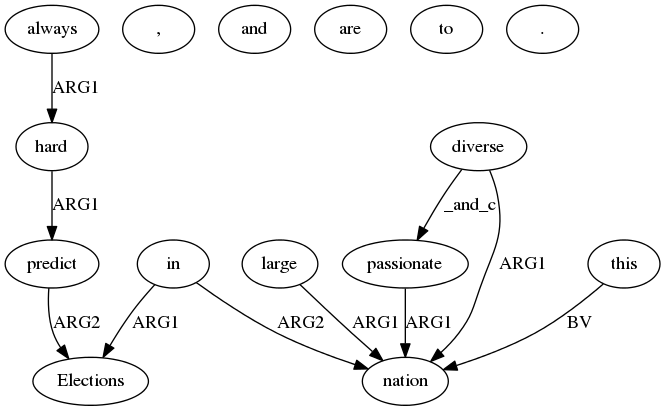 always , and are to .
ARG1
hard diverse
ARG1 _and_c
predict in large passionate this
ARG2 ARG1 ARG2 ARG1 ARG1 ARG1 BV
Elections nation